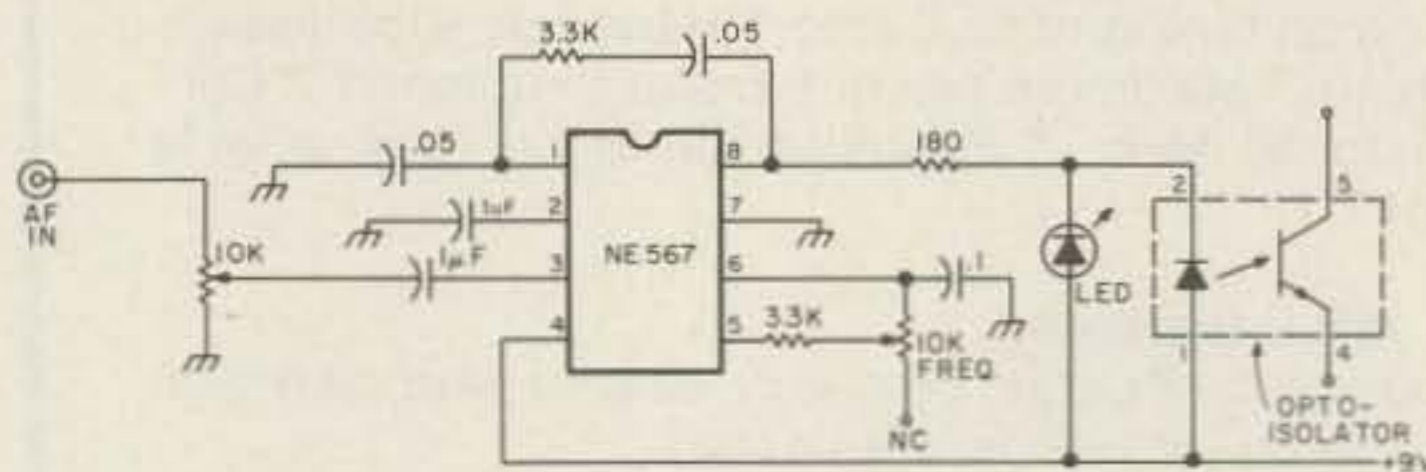 3.3K
.05
.05
1
8
180
AF
IN
1µF
2
7
2
5
10K
1µF
3
NE567
6
.1
LED
4
5
3.3K
10K
FREQ.
1
4
NC
OPTO-
ISOLATOR
+9V